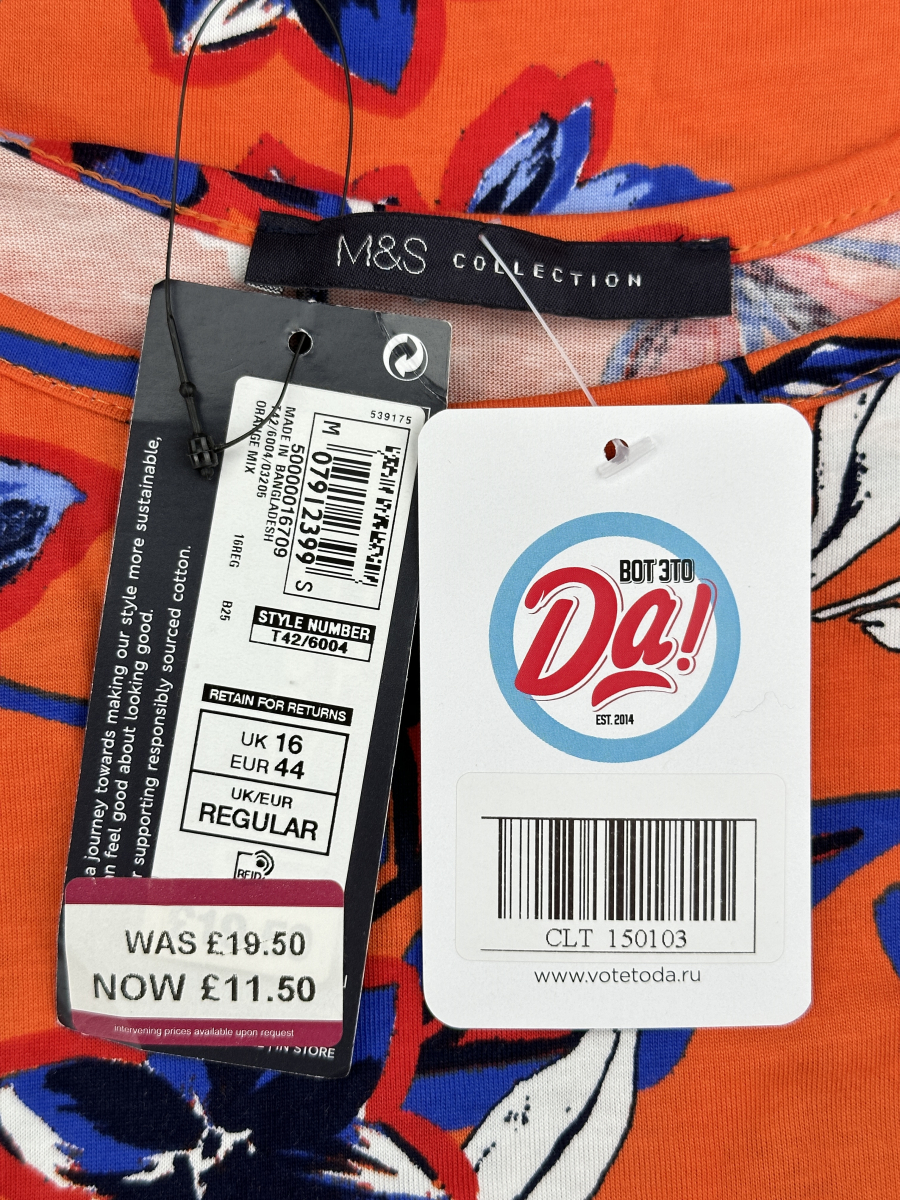 M&S COLLECTION
539175
M 07912399 S
50000016709
MADE IN BANGLADESH
T42/6004/03205
ORANGE MIX
16REG
B25
STYLE NUMBER
T42/6004
RETAIN FOR RETURNS
UK 16
EUR 44
UK/EUR
REGULAR
RFID
a journey towards making our style more sustainable,
n feel good about looking good.
supporting responsibly sourced cotton.
WAS £19.50
NOW £11.50
intervening prices available upon request
IN STORE
ВОТ ЭТО
Da!
EST. 2014
CLT 150103
www.votetoda.ru